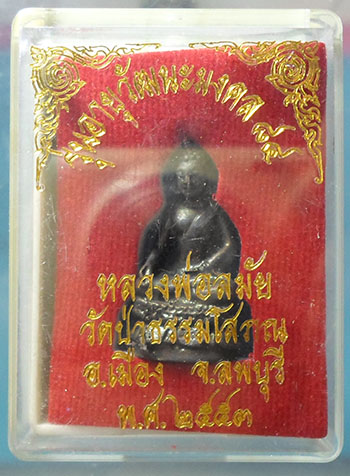 รุ่นอายุวัฒนะมงคล ๘๘
หลวงพ่อสมัย
วัดป่าธรรมโสภณ
อ.เมือง จ.ลพบุรี
พ.ศ.๒๕๕๓